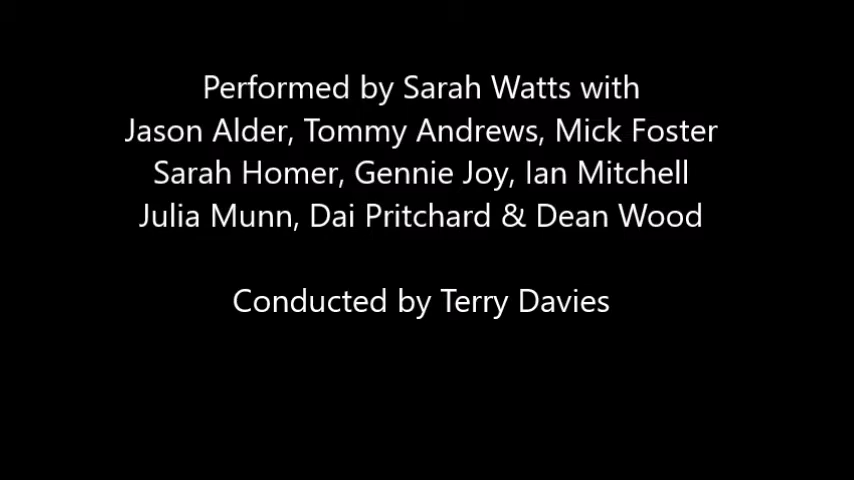 Performed by Sarah Watts with
Jason Alder, Tommy Andrews, Mick Foster
Sarah Homer, Gennie Joy, Ian Mitchell
Julia Munn, Dai Pritchard & Dean Wood
Conducted by Terry Davies